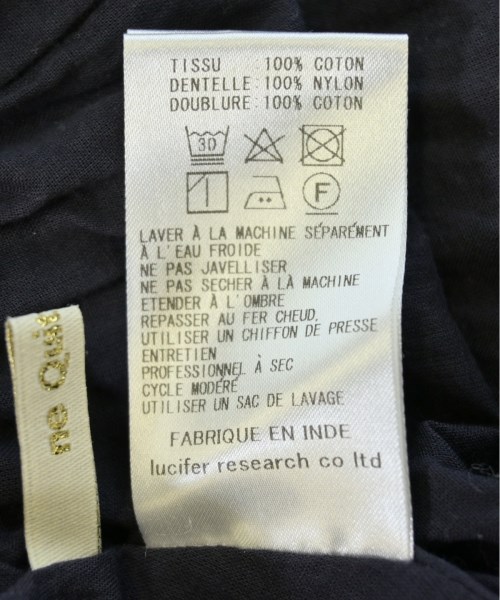 TISSU : 100% COTON
DENTELLE: 100% NYLON
DOUBLURE: 100% COTON
30
F
LAVER À LA MACHINE SÉPARÉMENT
À L'EAU FROIDE
NE PAS JAVELLISER
NE PAS SECHER À LA MACHINE
ETENDER À L'OMBRE
REPASSER AU FER CHEUD,
UTILISER UN CHIFFON DE PRESSE
ENTRETIEN
PROFESSIONNEL À SEC
CYCLE MODÉRÉ
UTILISER UN SAC DE LAVAGE
FABRIQUE EN INDE
lucifer research co ltd
ne